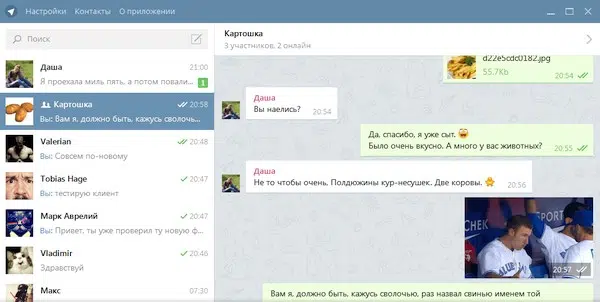 Настройки Контакты О приложении
Поиск
Даша 21:00
Я проехала миль пять, а потом повали... 1
Картошка 20:58
Вы: Вам я, должно быть, кажусь сволочь...
Valerian 20:48
Вы: Совсем по-новому
Tobias Hage 20:47
Вы: тестирую клиент
Марк Аврелий 20:47
Вы: Привет, ты уже проверил ту новую ф...
Vladimir 20:46
Здравствуй
Макс 07:30
Картошка
3 участников, 2 онлайн
d22e5cdc0182.jpg
55.7Kb 20:54
Даша
Вы наелись? 20:54
Да, спасибо, я уже сыт.
Было очень вкусно. А много у вас животных? 20:55
Даша
Не то чтобы очень. Полдюжины кур-несушек. Две коровы. 20:56
20:57
Вам я, должно быть, кажусь сволочью, раз назвал свинью именем той